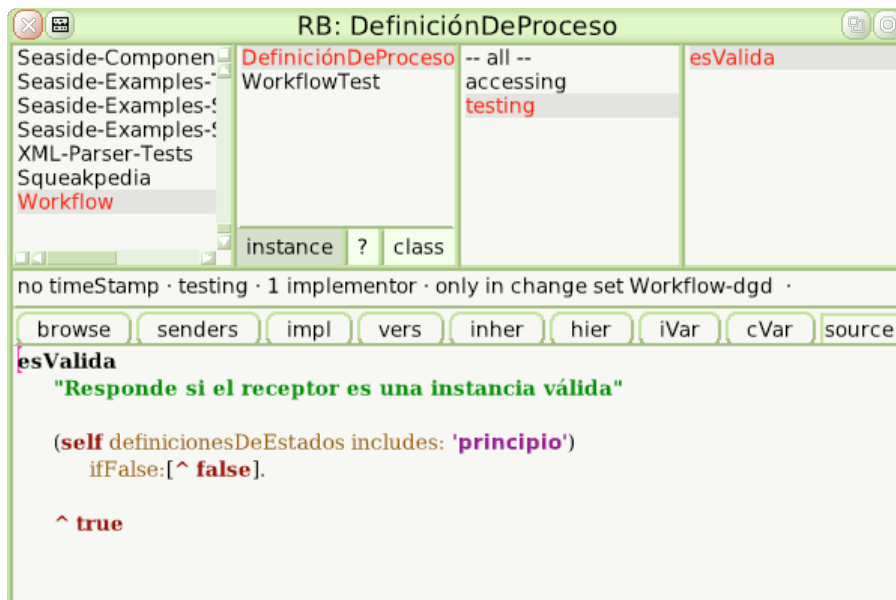 RB: DefiniciónDeProceso
Seaside-Componen
Seaside-Examples-
Seaside-Examples-
Seaside-Examples-
XML-Parser-Tests
Squeakpedia
Workflow
DefiniciónDeProceso
WorkflowTest
instance ? class
-- all --
accessing
testing
esValida
no timeStamp · testing · 1 implementor · only in change set Workflow-dgd ·
browse senders impl vers inher hier iVar cVar source
esValida
"Responde si el receptor es una instancia válida"
(self definicionesDeEstados includes: 'principio')
ifFalse:[^ false].
^ true